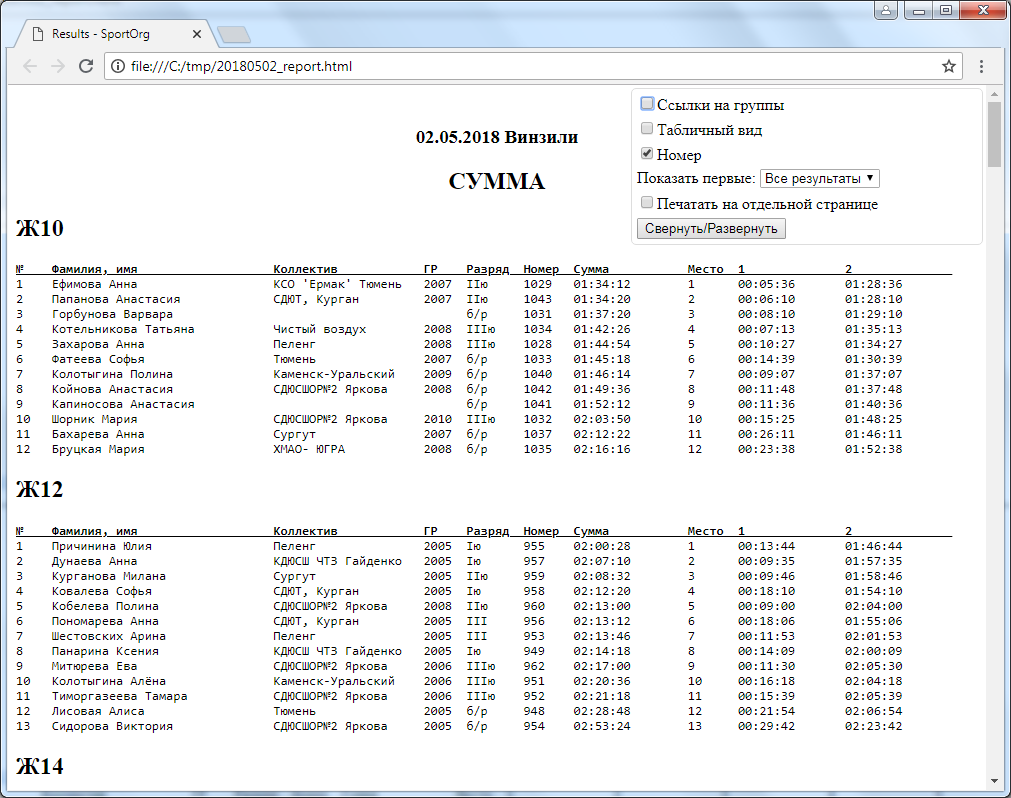 Results - SportOrg
file:///C:/tmp/20180502_report.html
Ссылки на группы
Табличный вид
Номер
Показать первые: Все результаты
Печатать на отдельной странице
Свернуть/Развернуть
02.05.2018 Винзили
СУММА
Ж10
№ Фамилия, имя Коллектив ГР Разряд Номер Сумма Место 1 2
1 Ефимова Анна КСО 'Ермак' Тюмень 2007 IIю 1029 01:34:12 1 00:05:36 01:28:36
2 Папанова Анастасия СДЮТ, Курган 2007 IIю 1043 01:34:20 2 00:06:10 01:28:10
3 Горбунова Варвара б/р 1031 01:37:20 3 00:08:10 01:29:10
4 Котельникова Татьяна Чистый воздух 2008 IIIю 1034 01:42:26 4 00:07:13 01:35:13
5 Захарова Анна Пеленг 2008 IIIю 1028 01:44:54 5 00:10:27 01:34:27
6 Фатеева Софья Тюмень 2007 б/р 1033 01:45:18 6 00:14:39 01:30:39
7 Колотыгина Полина Каменск-Уральский 2009 б/р 1040 01:46:14 7 00:09:07 01:37:07
8 Койнова Анастасия СДЮСШОР№2 Яркова 2008 б/р 1042 01:49:36 8 00:11:48 01:37:48
9 Капиносова Анастасия б/р 1041 01:52:12 9 00:11:36 01:40:36
10 Шорник Мария СДЮСШОР№2 Яркова 2010 IIIю 1032 02:03:50 10 00:15:25 01:48:25
11 Бахарева Анна Сургут 2007 б/р 1037 02:12:22 11 00:26:11 01:46:11
12 Бруцкая Мария ХМАО- ЮГРА 2008 б/р 1035 02:16:16 12 00:23:38 01:52:38
Ж12
№ Фамилия, имя Коллектив ГР Разряд Номер Сумма Место 1 2
1 Причинина Юлия Пеленг 2005 Iю 955 02:00:28 1 00:13:44 01:46:44
2 Дунаева Анна КДЮСШ ЧТЗ Гайденко 2005 Iю 957 02:07:10 2 00:09:35 01:57:35
3 Курганова Милана Сургут 2005 IIю 959 02:08:32 3 00:09:46 01:58:46
4 Ковалева Софья СДЮТ, Курган 2005 Iю 958 02:12:20 4 00:18:10 01:54:10
5 Кобелева Полина СДЮСШОР№2 Яркова 2008 IIю 960 02:13:00 5 00:09:00 02:04:00
6 Пономарева Анна СДЮТ, Курган 2005 III 956 02:13:12 6 00:18:06 01:55:06
7 Шестовских Арина Пеленг 2005 III 953 02:13:46 7 00:11:53 02:01:53
8 Панарина Ксения КДЮСШ ЧТЗ Гайденко 2005 Iю 949 02:14:18 8 00:14:09 02:00:09
9 Митюрева Ева СДЮСШОР№2 Яркова 2006 IIIю 962 02:17:00 9 00:11:30 02:05:30
10 Колотыгина Алёна Каменск-Уральский 2006 IIIю 951 02:20:36 10 00:16:18 02:04:18
11 Тиморгазеева Тамара СДЮСШОР№2 Яркова 2006 IIIю 952 02:21:18 11 00:15:39 02:05:39
12 Лисовая Алиса Тюмень 2005 б/р 948 02:28:48 12 00:21:54 02:06:54
13 Сидорова Виктория СДЮСШОР№2 Яркова 2005 б/р 954 02:53:24 13 00:29:42 02:23:42
Ж14